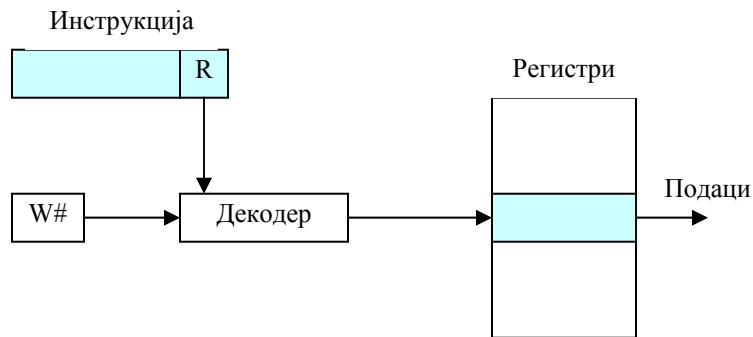 Инструкција
R
Регистри
Подаци
W#
Декодер